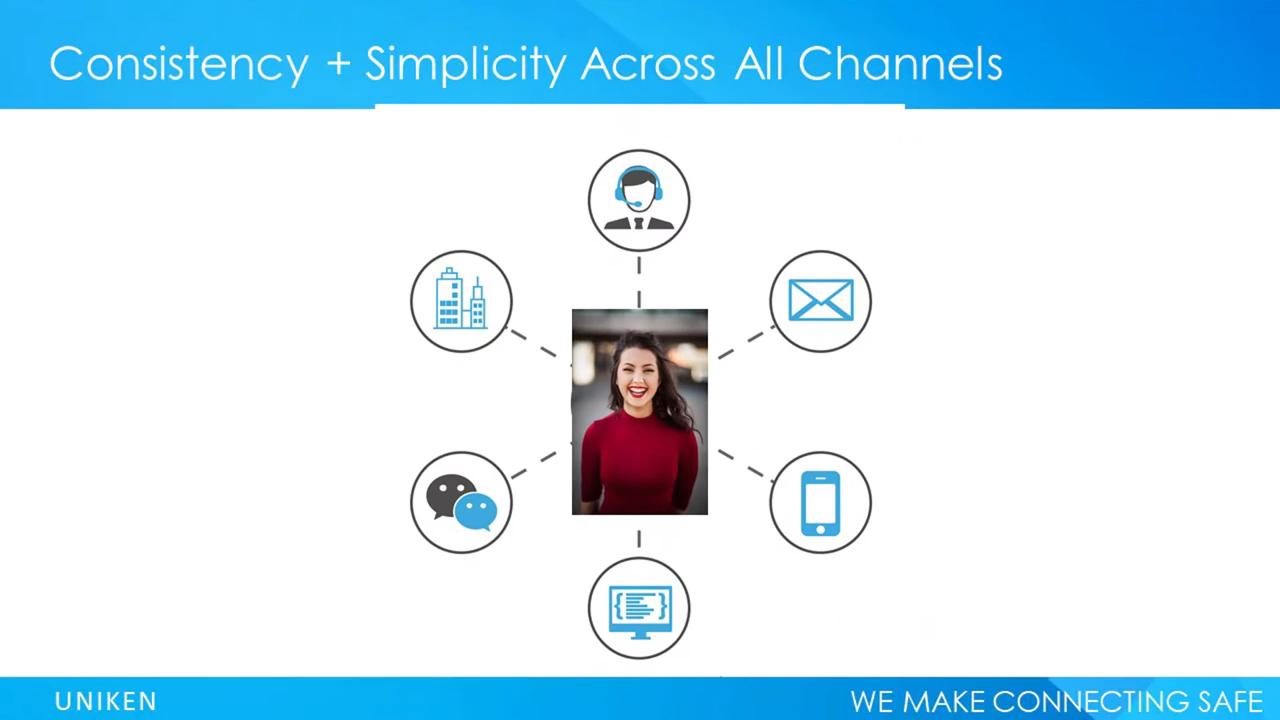 Consistency + Simplicity Across All Channels
UNIKEN
WE MAKE CONNECTING SAFE